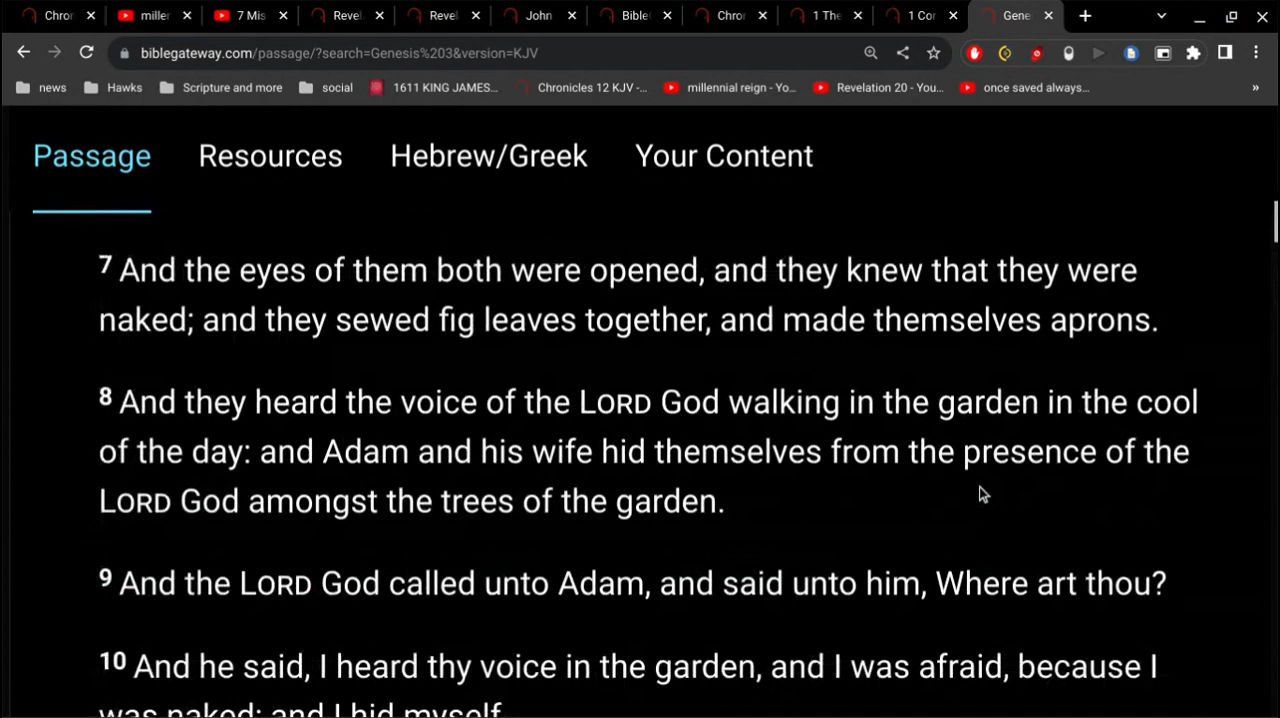 Chror
miller
7 Mis
Revel
Revel
John
Bible
Chror
1 The
1 Cor
Gene
biblegateway.com/passage/?search=Genesis%203&version=KJV
news
Hawks
Scripture and more
social
1611 KING JAMES...
Chronicles 12 KJV -...
millennial reign - Yo...
Revelation 20 - You...
once saved always...
»
Passage
Resources
Hebrew/Greek
Your Content
7 And the eyes of them both were opened, and they knew that they were
naked; and they sewed fig leaves together, and made themselves aprons.
8 And they heard the voice of the LORD God walking in the garden in the cool
of the day: and Adam and his wife hid themselves from the presence of the
LORD God amongst the trees of the garden.
9 And the LORD God called unto Adam, and said unto him, Where art thou?
10 And he said, I heard thy voice in the garden, and I was afraid, because I
was naked; and I hid myself.